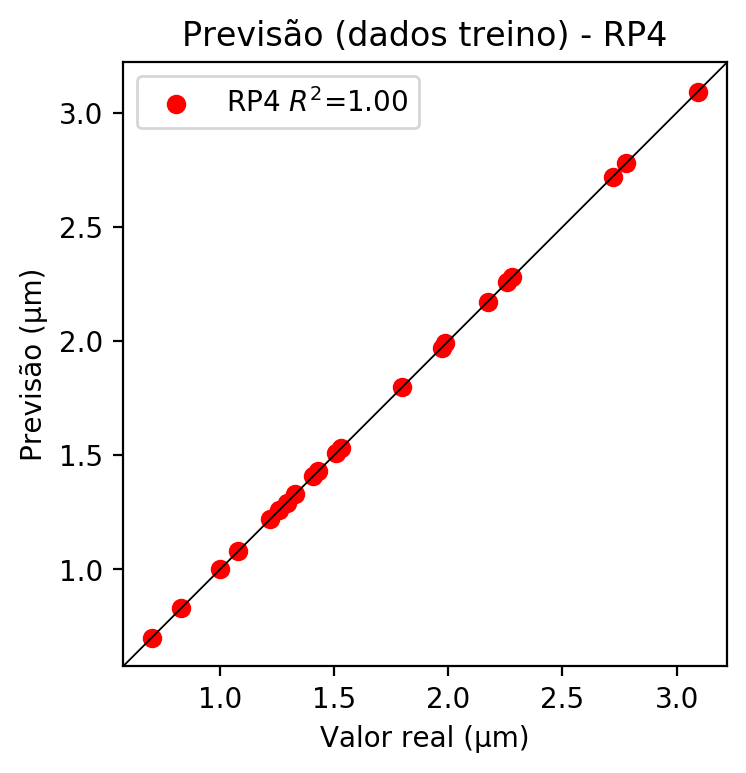 Previsão (dados treino) - RP4
RP4 R²=1.00
Previsão (µm)
3.0
2.5
2.0
1.5
1.0
1.0 1.5 2.0 2.5 3.0
Valor real (µm)